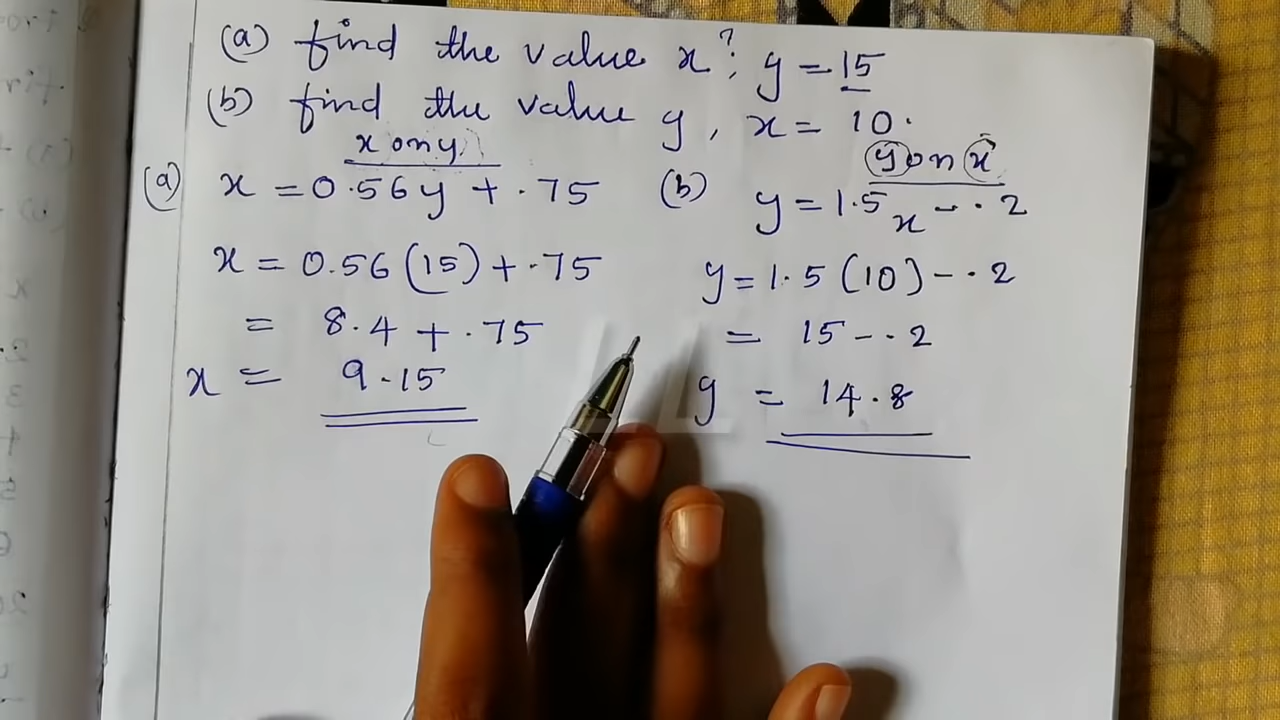 (a) find the value x? ; y = 15
(b) find the value y , x = 10.
x on y
(a) x = 0.56y + .75
x = 0.56 (15) + .75
= 8.4 + .75
x = 9.15
y on x
(b) y = 1.5x - .2
y = 1.5 (10) - .2
= 15 - .2
y = 14.8